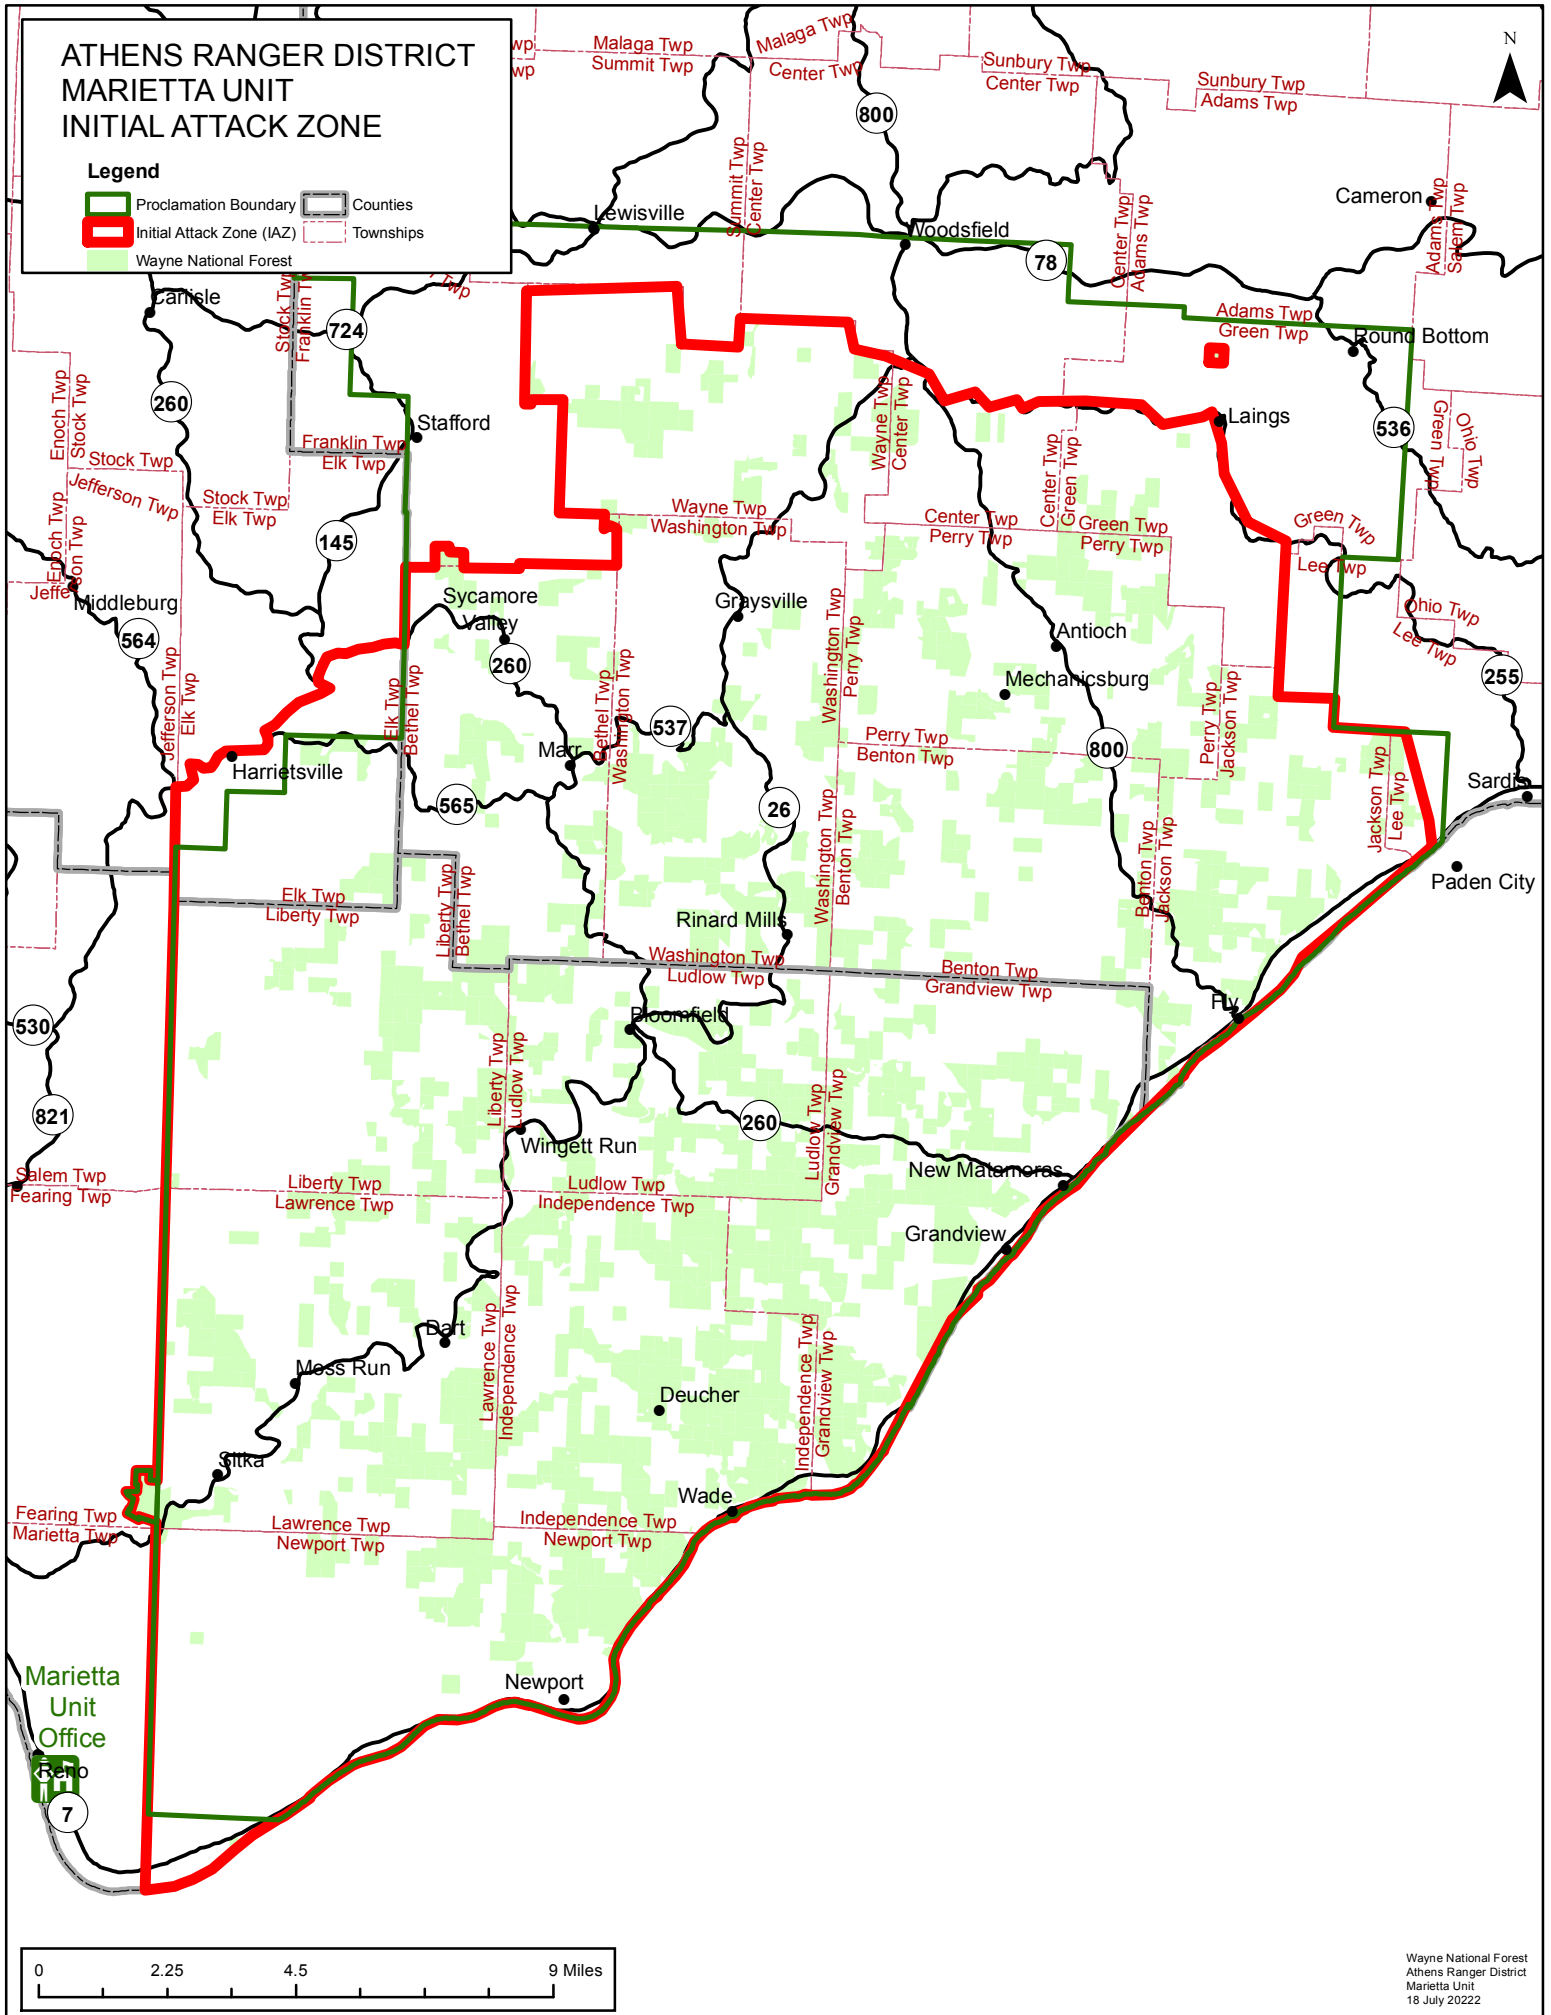 ATHENS RANGER DISTRICT
MARIETTA UNIT
INITIAL ATTACK ZONE
Legend
Proclamation Boundary
Counties
Initial Attack Zone (IAZ)
Townships
Wayne National Forest
N
Malaga Twp
Summit Twp
Malaga Twp
Center Twp
Sunbury Twp
Center Twp
Sunbury Twp
Adams Twp
800
Summit Twp
Center Twp
Cameron
Adams Twp
Salem Twp
Lewisville
Woodsfield
78
Center Twp
Adams Twp
Carlisle
Stock Twp
Franklin Twp
724
Adams Twp
Green Twp
Round Bottom
260
Stafford
Enoch Twp
Stock Twp
Franklin Twp
Elk Twp
Stock Twp
Jefferson Twp
Stock Twp
Elk Twp
Wayne Twp
Center Twp
Laings
536
Green Twp
Ohio Twp
Center Twp
Green Twp
Wayne Twp
Washington Twp
Center Twp
Perry Twp
Green Twp
Perry Twp
Green Twp
Lee Twp
145
Enoch Twp
Jefferson Twp
Middleburg
564
Sycamore
Valley
260
Graysville
Washington Twp
Perry Twp
Antioch
Mechanicsburg
Ohio Twp
Lee Twp
255
Jefferson Twp
Elk Twp
Elk Twp
Bethel Twp
Bethel Twp
Washington Twp
537
Marr
Harrietsville
565
26
Perry Twp
Benton Twp
800
Perry Twp
Jackson Twp
Jackson Twp
Lee Twp
Sardis
Paden City
Washington Twp
Benton Twp
Benton Twp
Jackson Twp
Elk Twp
Liberty Twp
Liberty Twp
Bethel Twp
Rinard Mills
Washington Twp
Ludlow Twp
Benton Twp
Grandview Twp
Fly
530
Bloomfield
Liberty Twp
Ludlow Twp
821
260
Ludlow Twp
Grandview Twp
Wingett Run
New Matamoras
Salem Twp
Fearing Twp
Liberty Twp
Lawrence Twp
Ludlow Twp
Independence Twp
Grandview
Dart
Lawrence Twp
Independence Twp
Moss Run
Deucher
Independence Twp
Grandview Twp
Sitka
Wade
Fearing Twp
Marietta Twp
Lawrence Twp
Newport Twp
Independence Twp
Newport Twp
Marietta
Unit
Office
Reno
7
Newport
0 2.25 4.5 9 Miles
Wayne National Forest
Athens Ranger District
Marietta Unit
18 July 20222